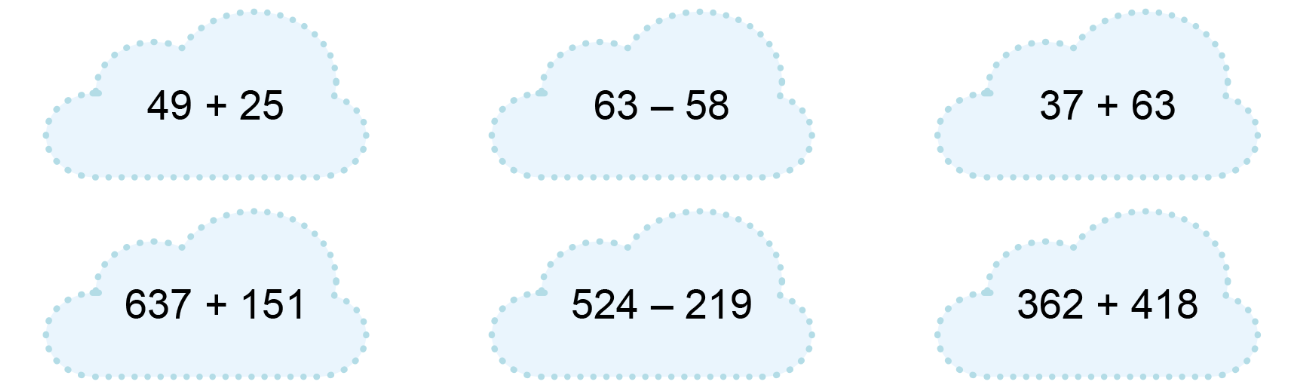 49 + 25
63 – 58
37 + 63
637 + 151
524 – 219
362 + 418